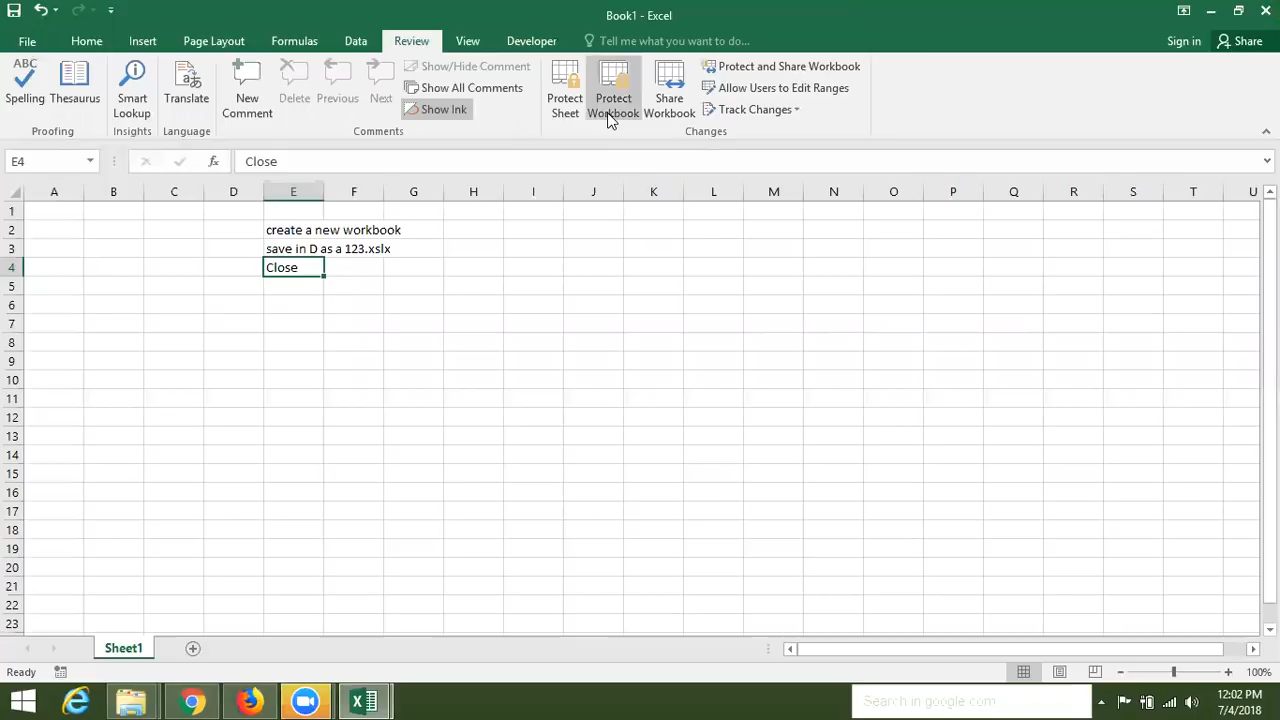 Book1 - Excel
File Home Insert Page Layout Formulas Data Review View Developer Tell me what you want to do... Sign in Share
ABC
Spelling Thesaurus Smart Lookup Translate New Comment Delete Previous Next
Show/Hide Comment
Show All Comments
Show Ink
Protect Sheet Protect Workbook Share Workbook
Protect and Share Workbook
Allow Users to Edit Ranges
Track Changes
Proofing Insights Language Comments Changes
E4 fx Close
A B C D E F G H I J K L M N O P Q R S T U
1
2 create a new workbook
3 save in D as a 123.xslx
4 Close
5
6
7
8
9
10
11
12
13
14
15
16
17
18
19
20
21
22
23
Sheet1
Ready 100%
Search in google.com 12:02 PM
7/4/2018